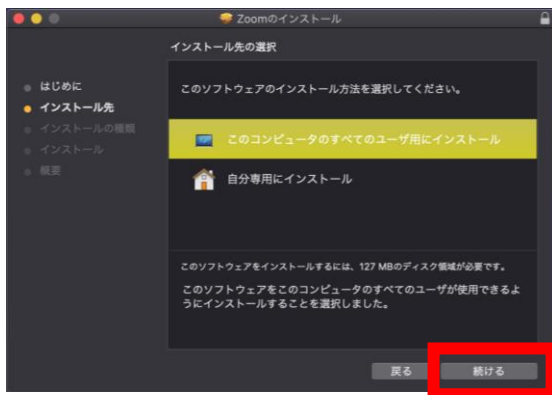 Zoomのインストール
インストール先の選択
はじめに
インストール先
インストールの種類
インストール
概要
このソフトウェアのインストール方法を選択してください。
このコンピュータのすべてのユーザ用にインストール
自分専用にインストール
このソフトウェアをインストールするには、127 MBのディスク領域が必要です。
このソフトウェアをこのコンピュータのすべてのユーザが使用できるよ
うにインストールすることを選択しました。
戻る
続ける